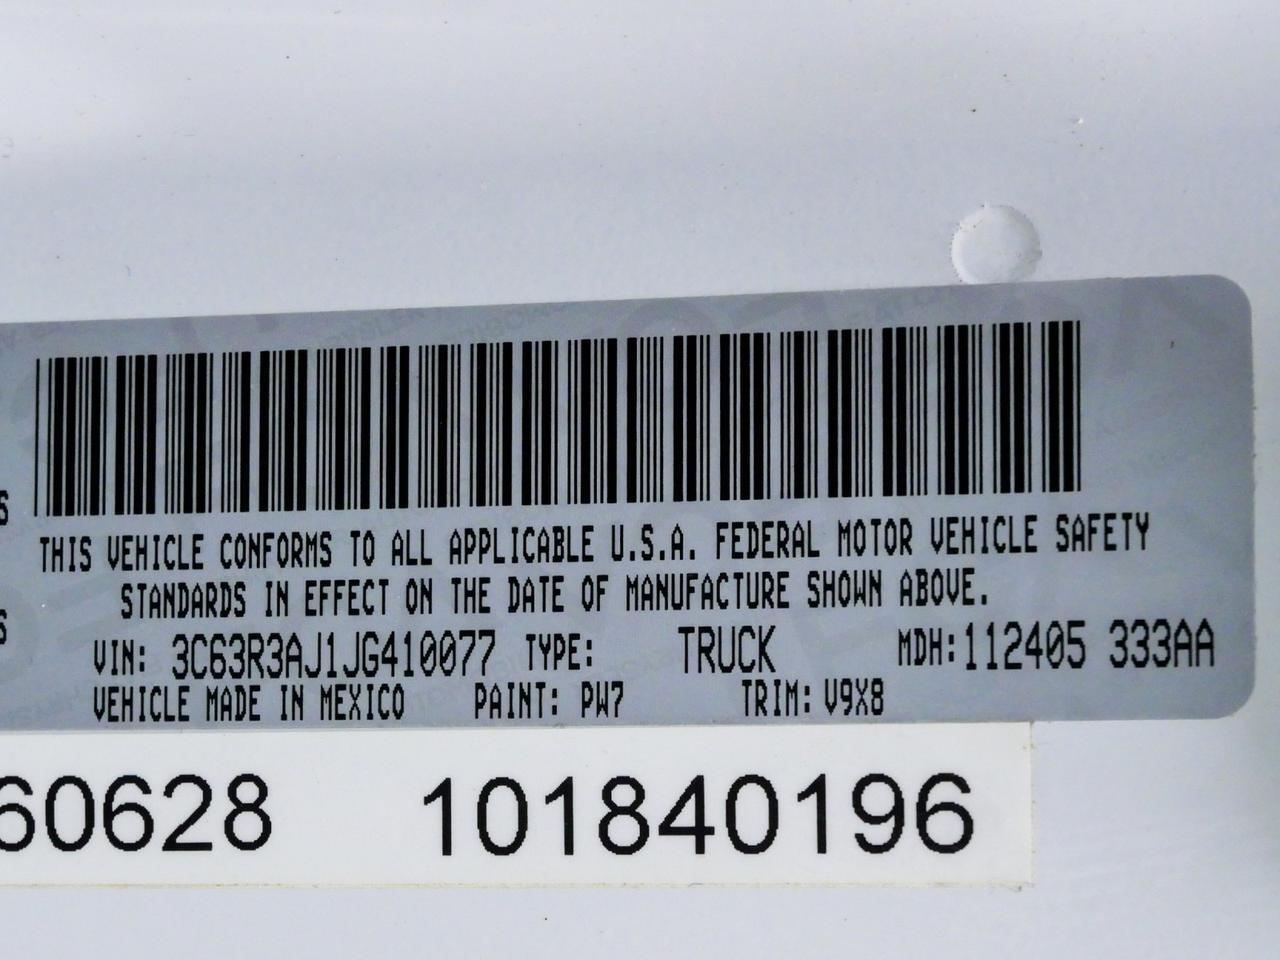 S
THIS VEHICLE CONFORMS TO ALL APPLICABLE U.S.A. FEDERAL MOTOR VEHICLE SAFETY
STANDARDS IN EFFECT ON THE DATE OF MANUFACTURE SHOWN ABOVE.
S
VIN: 3C63R3AJ1JG410077 TYPE: TRUCK MDH: 112405 333AA
VEHICLE MADE IN MEXICO PAINT: PW7 TRIM: V9X8
60628 101840196